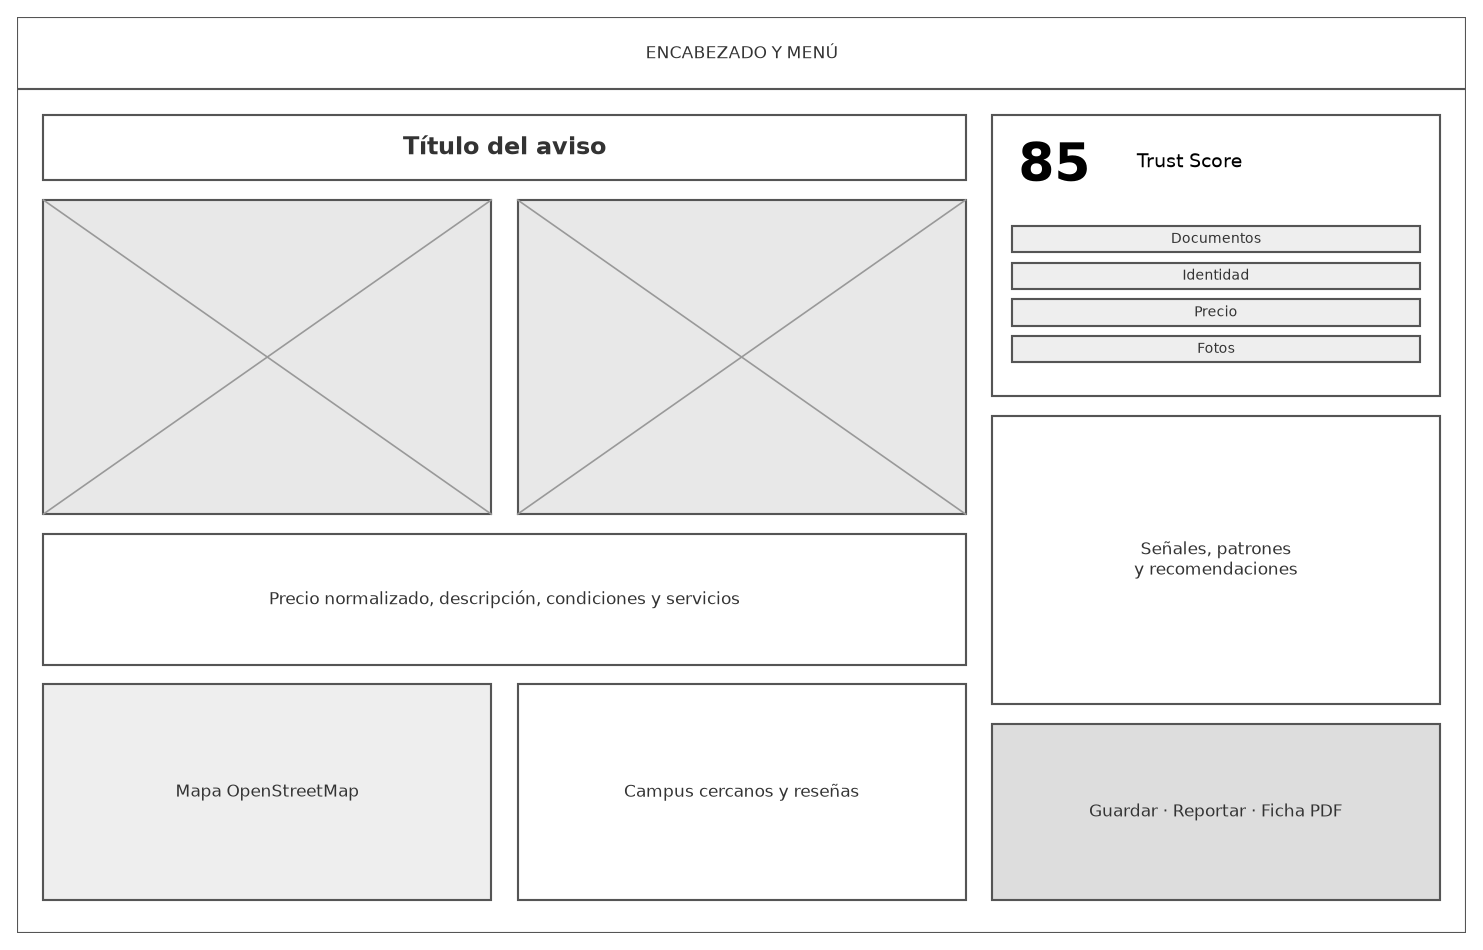 ENCABEZADO Y MENÚ
Título del aviso
85 Trust Score
Documentos
Identidad
Precio
Fotos
Señales, patrones
y recomendaciones
Precio normalizado, descripción, condiciones y servicios
Mapa OpenStreetMap
Campus cercanos y reseñas
Guardar · Reportar · Ficha PDF